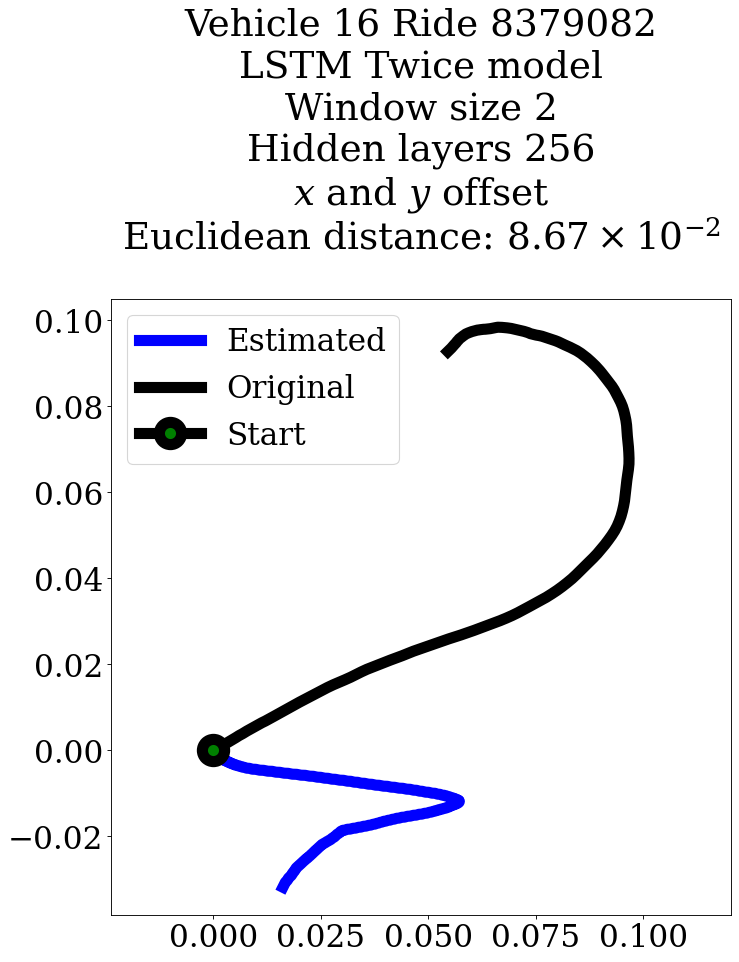 Vehicle 16 Ride 8379082
LSTM Twice model
Window size 2
Hidden layers 256
x and y offset
Euclidean distance: 8.67 × 10⁻²
Estimated
Original
Start
0.10
0.08
0.06
0.04
0.02
0.00
−0.02
0.000 0.025 0.050 0.075 0.100